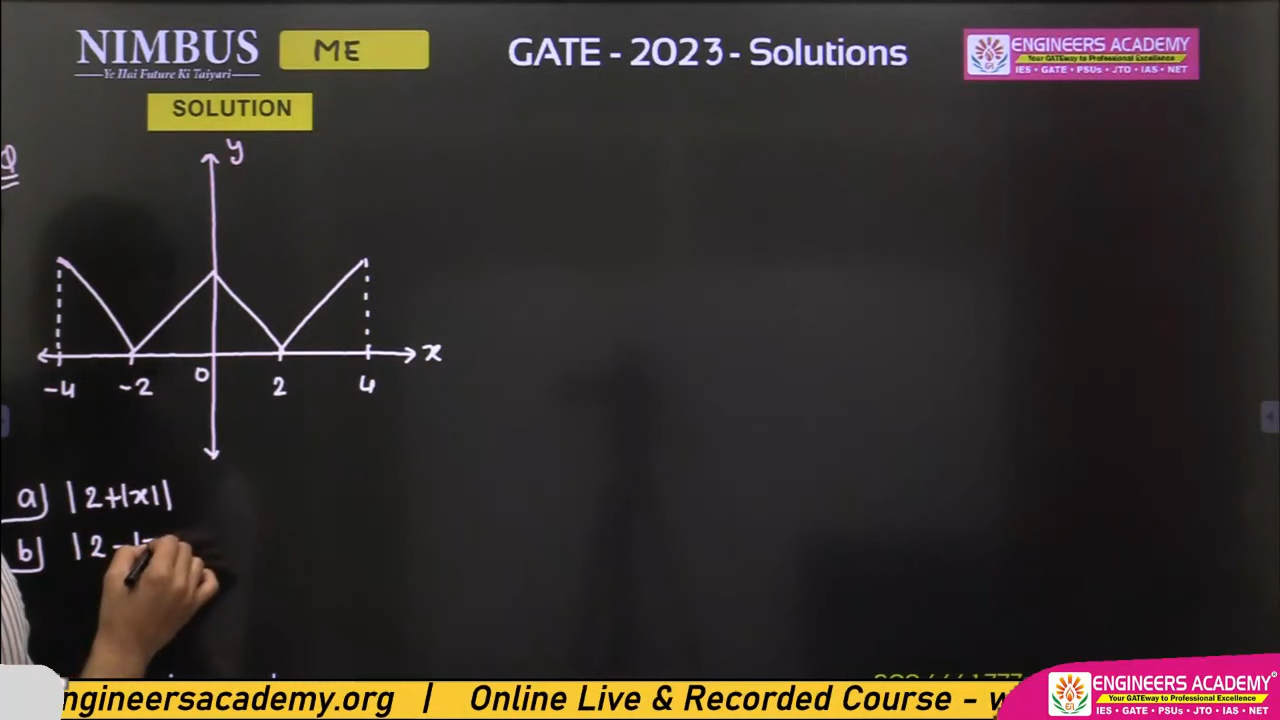 NIMBUS
Ye Hai Future Ki Taiyari
ME
GATE - 2023 - Solutions
ENGINEERS ACADEMY
Your GATEway to Professional Excellence
IES • GATE • PSUs • JTO • IAS • NET
SOLUTION
Q
y
x
-4 -2 0 2 4
a) |2+|x||
b) |2-|
ngineersacademy.org | Online Live & Recorded Course -
ENGINEERS ACADEMY
Your GATEway to Professional Excellence
IES • GATE • PSUs • JTO • IAS • NET